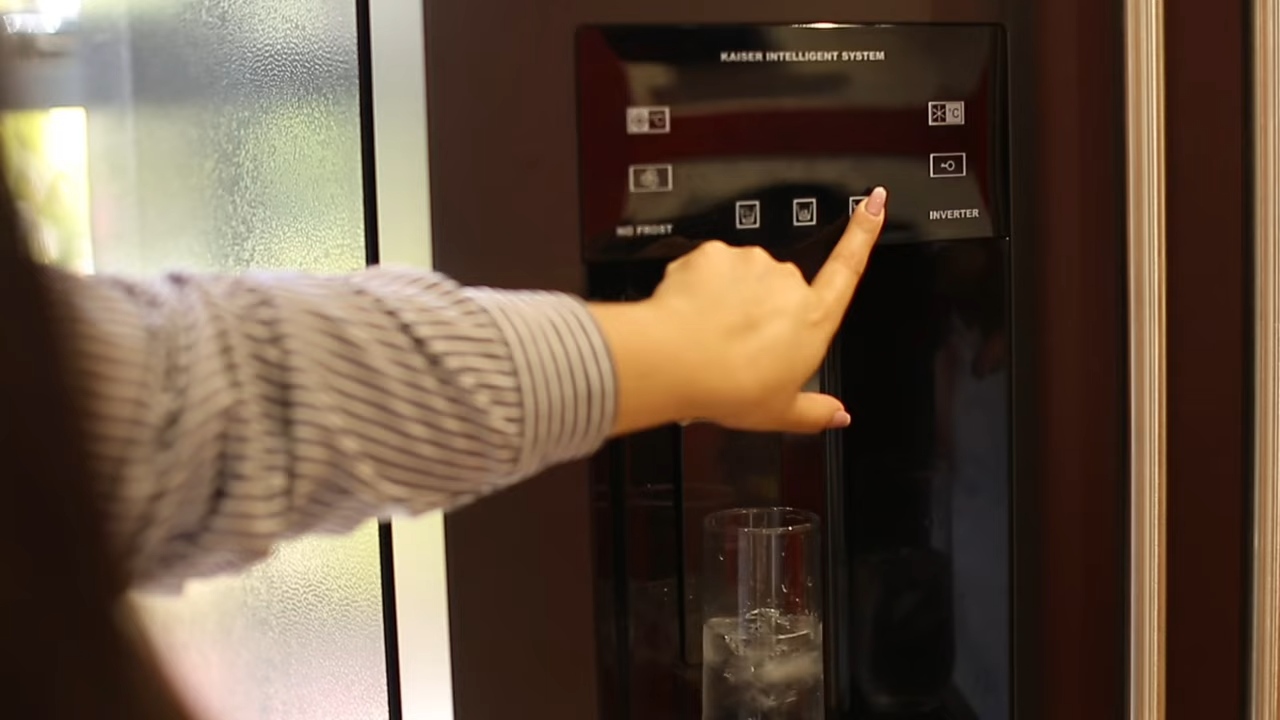 KAISER INTELLIGENT SYSTEM
°C
°C
NO FROST
INVERTER